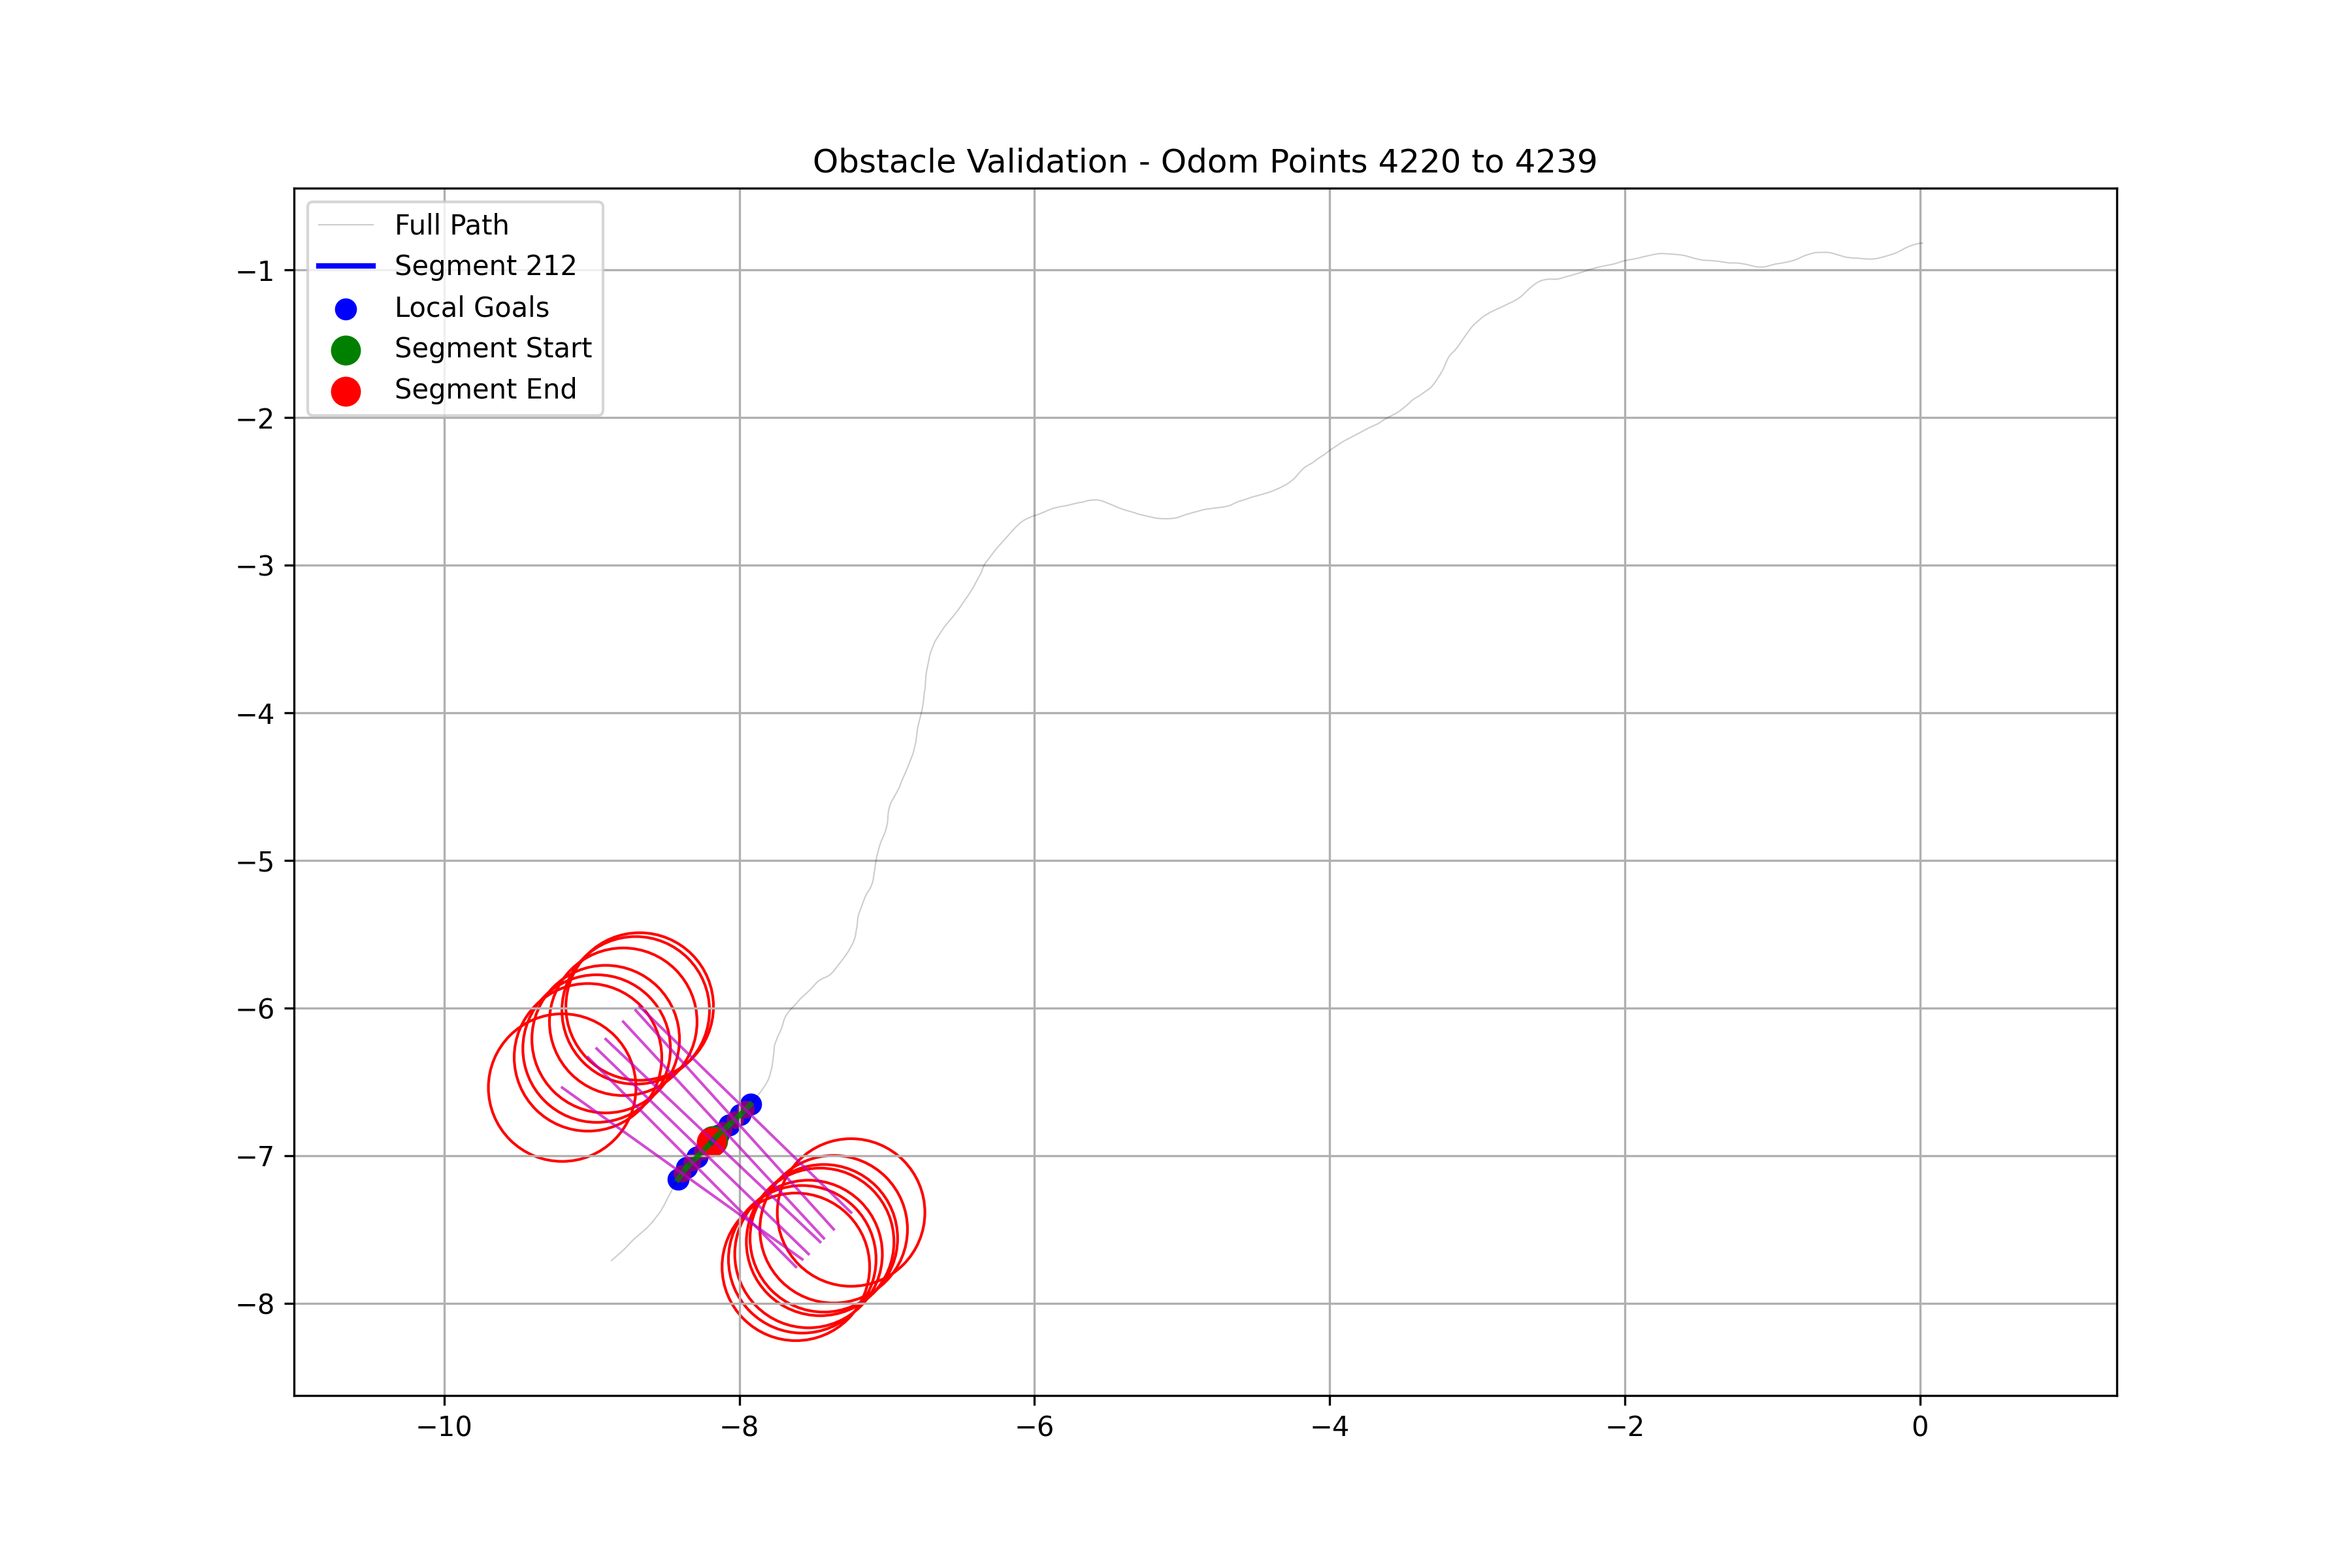 Obstacle Validation - Odom Points 4220 to 4239
Full Path
Segment 212
Local Goals
Segment Start
Segment End
−1
−2
−3
−4
−5
−6
−7
−8
−10
−8
−6
−4
−2
0